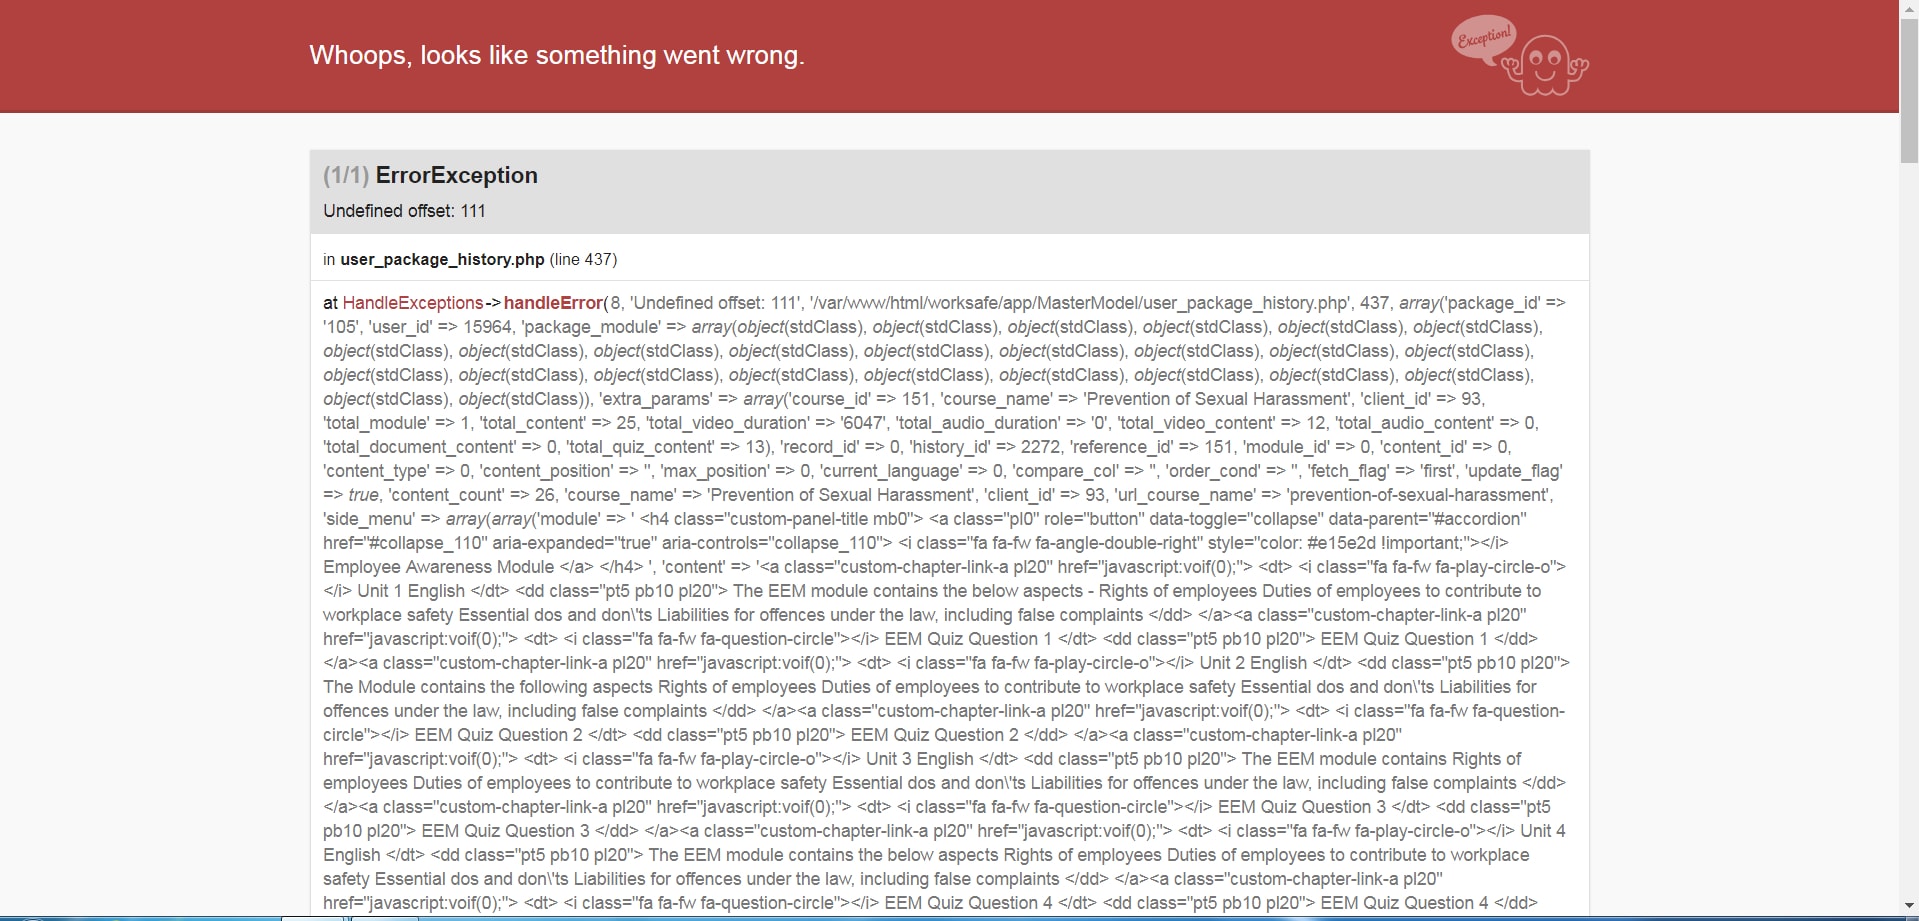 Whoops, looks like something went wrong.
Exception!
(1/1) ErrorException
Undefined offset: 111
in user_package_history.php (line 437)
at HandleExceptions->handleError(8, 'Undefined offset: 111', '/var/www/html/worksafe/app/MasterModel/user_package_history.php', 437, array('package_id' =>
'105', 'user_id' => 15964, 'package_module' => array(object(stdClass), object(stdClass), object(stdClass), object(stdClass), object(stdClass), object(stdClass),
object(stdClass), object(stdClass), object(stdClass), object(stdClass), object(stdClass), object(stdClass), object(stdClass), object(stdClass), object(stdClass),
object(stdClass), object(stdClass), object(stdClass), object(stdClass), object(stdClass), object(stdClass), object(stdClass), object(stdClass), object(stdClass),
object(stdClass), object(stdClass)), 'extra_params' => array('course_id' => 151, 'course_name' => 'Prevention of Sexual Harassment', 'client_id' => 93,
'total_module' => 1, 'total_content' => 25, 'total_video_duration' => '6047', 'total_audio_duration' => '0', 'total_video_content' => 12, 'total_audio_content' => 0,
'total_document_content' => 0, 'total_quiz_content' => 13), 'record_id' => 0, 'history_id' => 2272, 'reference_id' => 151, 'module_id' => 0, 'content_id' => 0,
'content_type' => 0, 'content_position' => '', 'max_position' => 0, 'current_language' => 0, 'compare_col' => '', 'order_cond' => '', 'fetch_flag' => 'first', 'update_flag'
=> true, 'content_count' => 26, 'course_name' => 'Prevention of Sexual Harassment', 'client_id' => 93, 'url_course_name' => 'prevention-of-sexual-harassment',
'side_menu' => array(array('module' => ' <h4 class="custom-panel-title mb0"> <a class="pl0" role="button" data-toggle="collapse" data-parent="#accordion"
href="#collapse_110" aria-expanded="true" aria-controls="collapse_110"> <i class="fa fa-fw fa-angle-double-right" style="color: #e15e2d !important;"></i>
Employee Awareness Module </a> </h4> ', 'content' => '<a class="custom-chapter-link-a pl20" href="javascript:voif(0);"> <dt> <i class="fa fa-fw fa-play-circle-o">
</i> Unit 1 English </dt> <dd class="pt5 pb10 pl20"> The EEM module contains the below aspects - Rights of employees Duties of employees to contribute to
workplace safety Essential dos and don\'ts Liabilities for offences under the law, including false complaints </dd> </a><a class="custom-chapter-link-a pl20"
href="javascript:voif(0);"> <dt> <i class="fa fa-fw fa-question-circle"></i> EEM Quiz Question 1 </dt> <dd class="pt5 pb10 pl20"> EEM Quiz Question 1 </dd>
</a><a class="custom-chapter-link-a pl20" href="javascript:voif(0);"> <dt> <i class="fa fa-fw fa-play-circle-o"></i> Unit 2 English </dt> <dd class="pt5 pb10 pl20">
The Module contains the following aspects Rights of employees Duties of employees to contribute to workplace safety Essential dos and don\'ts Liabilities for
offences under the law, including false complaints </dd> </a><a class="custom-chapter-link-a pl20" href="javascript:voif(0);"> <dt> <i class="fa fa-fw fa-question-
circle"></i> EEM Quiz Question 2 </dt> <dd class="pt5 pb10 pl20"> EEM Quiz Question 2 </dd> </a><a class="custom-chapter-link-a pl20"
href="javascript:voif(0);"> <dt> <i class="fa fa-fw fa-play-circle-o"></i> Unit 3 English </dt> <dd class="pt5 pb10 pl20"> The EEM module contains Rights of
employees Duties of employees to contribute to workplace safety Essential dos and don\'ts Liabilities for offences under the law, including false complaints </dd>
</a><a class="custom-chapter-link-a pl20" href="javascript:voif(0);"> <dt> <i class="fa fa-fw fa-question-circle"></i> EEM Quiz Question 3 </dt> <dd class="pt5
pb10 pl20"> EEM Quiz Question 3 </dd> </a><a class="custom-chapter-link-a pl20" href="javascript:voif(0);"> <dt> <i class="fa fa-fw fa-play-circle-o"></i> Unit 4
English </dt> <dd class="pt5 pb10 pl20"> The EEM module contains the below aspects Rights of employees Duties of employees to contribute to workplace
safety Essential dos and don\'ts Liabilities for offences under the law, including false complaints </dd> </a><a class="custom-chapter-link-a pl20"
href="javascript:voif(0);"> <dt> <i class="fa fa-fw fa-question-circle"></i> EEM Quiz Question 4 </dt> <dd class="pt5 pb10 pl20"> EEM Quiz Question 4 </dd>